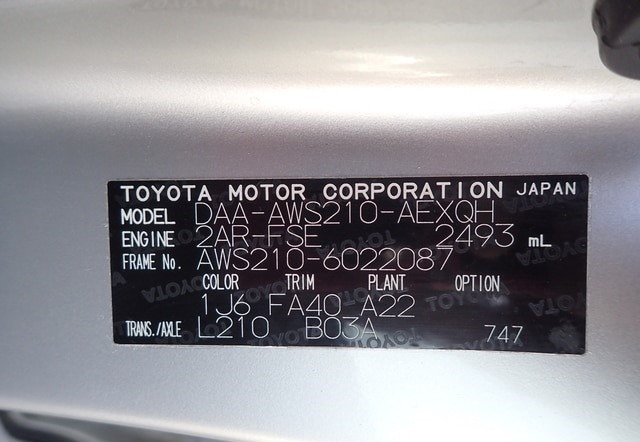 TOYOTA MOTOR CORPORATION JAPAN
MODEL DAA-AWS210-AEXQH
ENGINE 2AR-FSE 2493 mL
FRAME No. AWS210-6022087
COLOR TRIM PLANT OPTION
1J6 FA40 A22
TRANS./AXLE L210 B03A 747